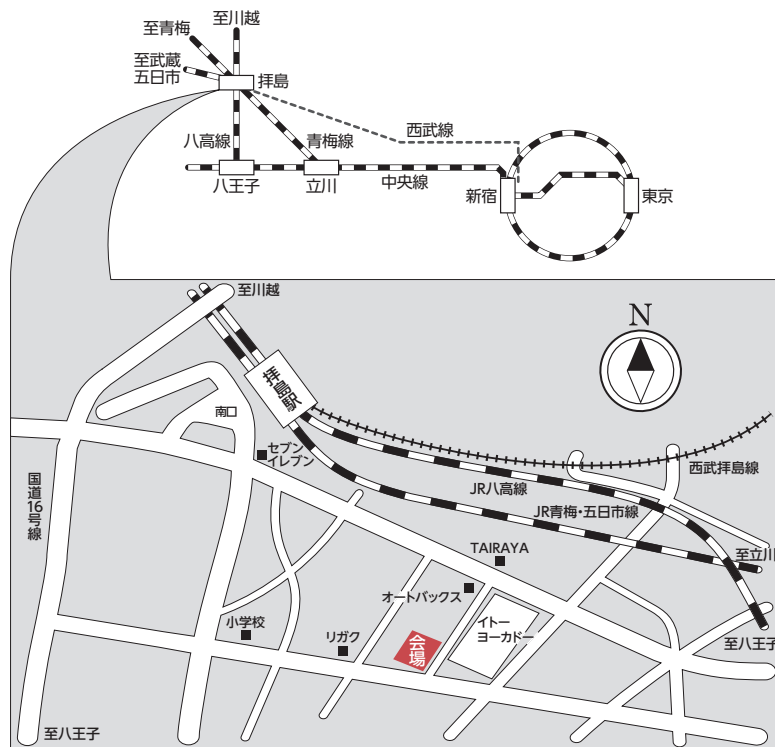 至川越
至青梅
至武蔵
五日市
拝島
八高線
青梅線
西武線
八王子
立川
中央線
新宿
東京
至川越
N
拝島駅
南口
セブン
イレブン
西武拝島線
国道16号線
JR八高線
JR青梅・五日市線
TAIRAYA
至立川
オートバックス
イトー
ヨーカドー
小学校
リガク
会場
至八王子
至八王子